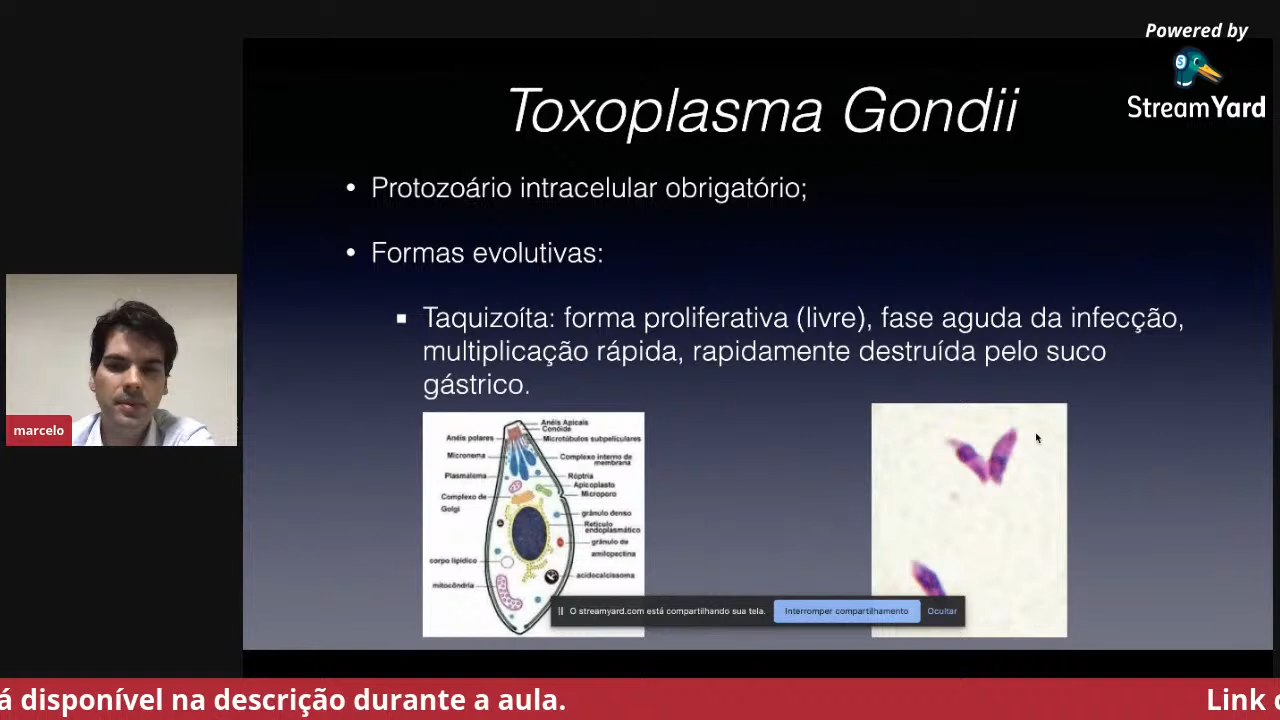 Powered by
StreamYard
Toxoplasma Gondii
• Protozoário intracelular obrigatório;
• Formas evolutivas:
▪ Taquizoíta: forma proliferativa (livre), fase aguda da infecção,
multiplicação rápida, rapidamente destruída pelo suco
gástrico.
Anéis Apicais
Conóide
Anéis polares
Microtúbulos subpeliculares
Micronema
Complexo interno de
membrana
Plasmalema
Róptria
Apicoplasto
Complexo de
Golgi
Microporo
grânulo denso
Retículo
endoplasmático
grânulo de
amilopectina
corpo lipídico
acidocalcissoma
mitocôndria
marcelo
O streamyard.com está compartilhando sua tela.
Interromper compartilhamento
Ocultar
á disponível na descrição durante a aula.
Link